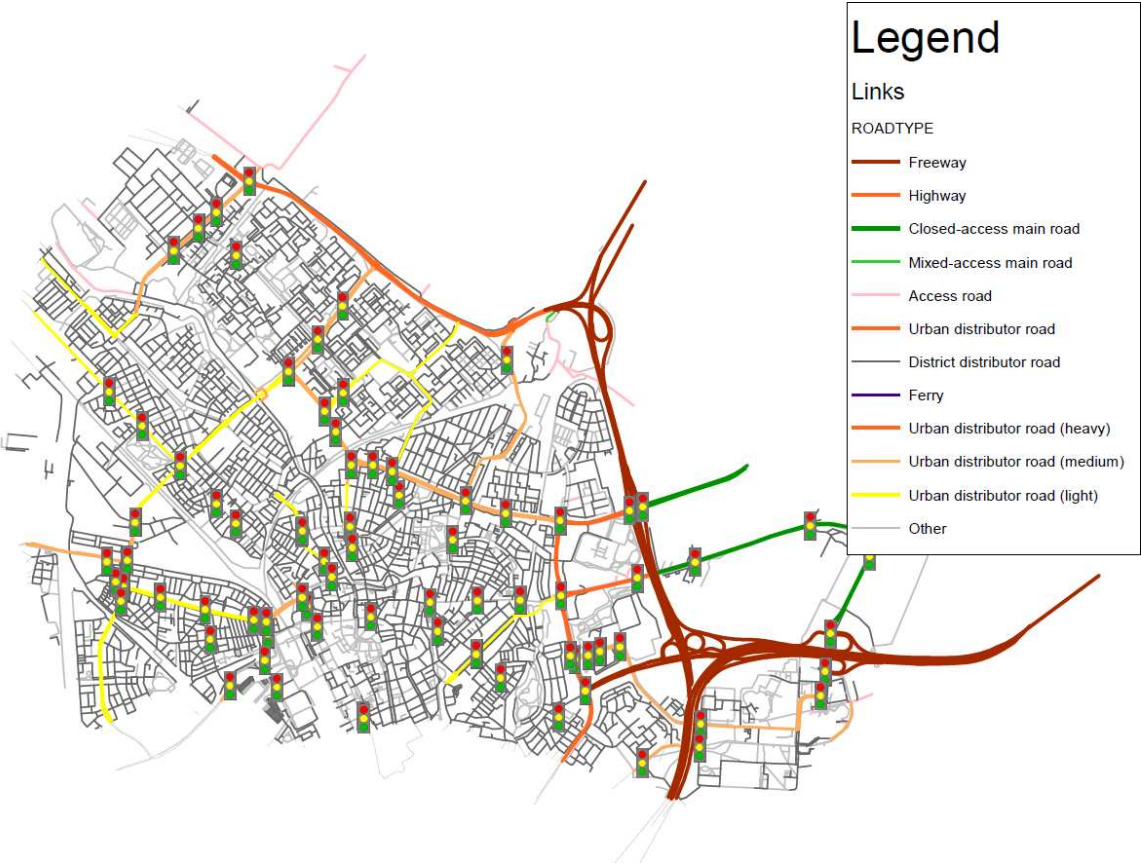 Legend
Links
ROADTYPE
Freeway
Highway
Closed-access main road
Mixed-access main road
Access road
Urban distributor road
District distributor road
Ferry
Urban distributor road (heavy)
Urban distributor road (medium)
Urban distributor road (light)
Other